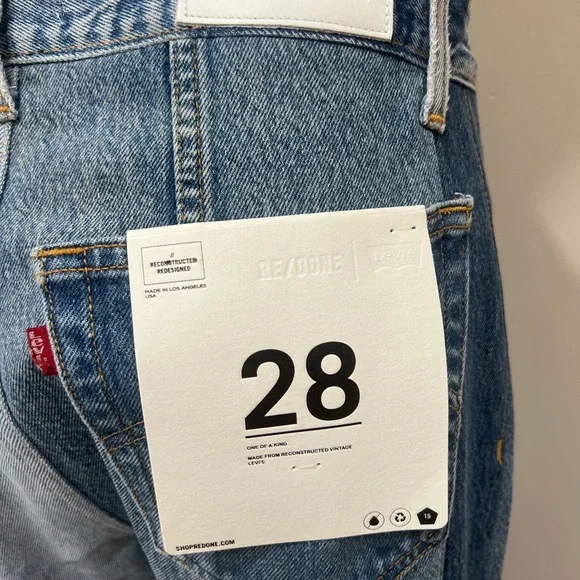 //
RECONSTRUCTED
REDESIGNED
MADE IN LOS ANGELES
USA
RE/DONE | Levi's
28
ONE OF A KIND
MADE FROM RECONSTRUCTED VINTAGE
LEVI'S
15
SHOPREDONE.COM
LEVI'S